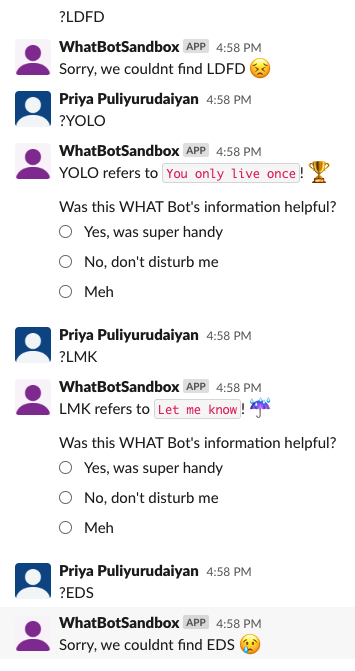 ?LDFD
WhatBotSandbox APP 4:58 PM
Sorry, we couldnt find LDFD 😣
Priya Puliyurudaiyan 4:58 PM
?YOLO
WhatBotSandbox APP 4:58 PM
YOLO refers to You only live once! 🏆
Was this WHAT Bot's information helpful?
Yes, was super handy
No, don't disturb me
Meh
Priya Puliyurudaiyan 4:58 PM
?LMK
WhatBotSandbox APP 4:58 PM
LMK refers to Let me know! ☔
Was this WHAT Bot's information helpful?
Yes, was super handy
No, don't disturb me
Meh
Priya Puliyurudaiyan 4:58 PM
?EDS
WhatBotSandbox APP 4:58 PM
Sorry, we couldnt find EDS 😢